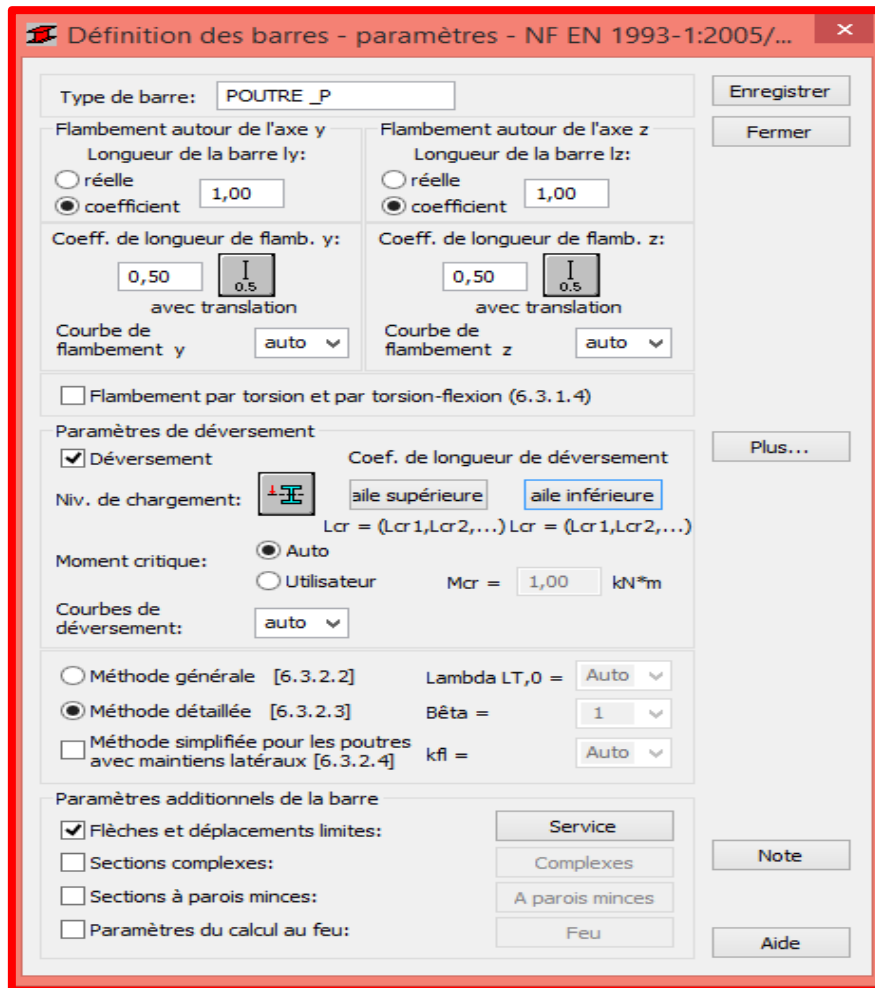 Définition des barres - paramètres - NF EN 1993-1:2005/...
Type de barre: POUTRE _P
Enregistrer
Fermer
Flambement autour de l'axe y
Longueur de la barre ly:
réelle
coefficient
1,00
Flambement autour de l'axe z
Longueur de la barre lz:
réelle
coefficient
1,00
Coeff. de longueur de flamb. y:
0,50
0.5
avec translation
Courbe de
flambement y
auto
Coeff. de longueur de flamb. z:
0,50
0.5
avec translation
Courbe de
flambement z
auto
Flambement par torsion et par torsion-flexion (6.3.1.4)
Paramètres de déversement
Déversement
Coef. de longueur de déversement
Plus...
Niv. de chargement:
aile supérieure
aile inférieure
Lcr = (Lcr1,Lcr2,...) Lcr = (Lcr1,Lcr2,...)
Moment critique:
Auto
Utilisateur
Mcr = 1,00 kN*m
Courbes de
déversement:
auto
Méthode générale [6.3.2.2]
Lambda LT,0 = Auto
Méthode détaillée [6.3.2.3]
Bêta = 1
Méthode simplifiée pour les poutres
avec maintiens latéraux [6.3.2.4]
kfl = Auto
Paramètres additionnels de la barre
Flèches et déplacements limites: Service
Sections complexes: Complexes
Note
Sections à parois minces: A parois minces
Paramètres du calcul au feu: Feu
Aide